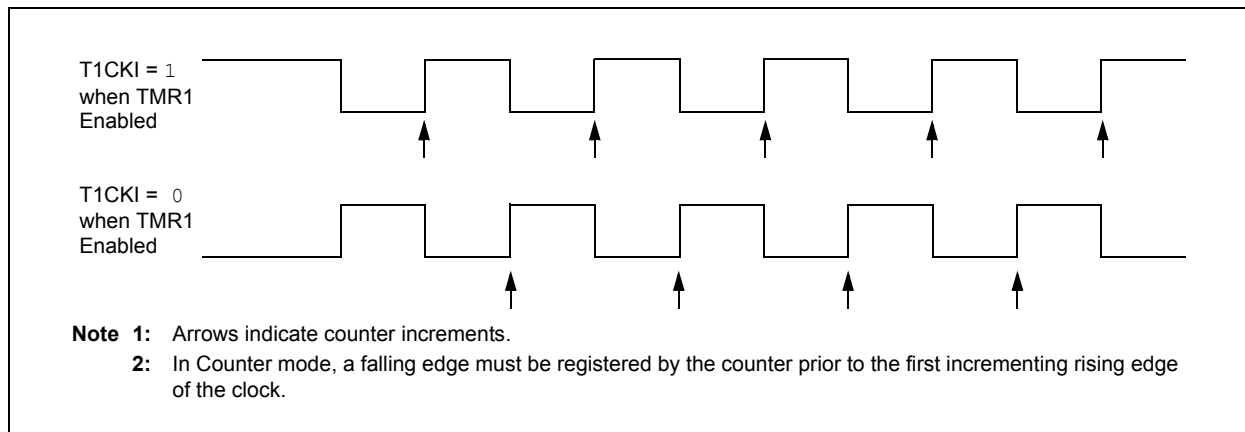 T1CKI = 1
when TMR1
Enabled
T1CKI = 0
when TMR1
Enabled
Note 1: Arrows indicate counter increments.
2: In Counter mode, a falling edge must be registered by the counter prior to the first incrementing rising edge
of the clock.